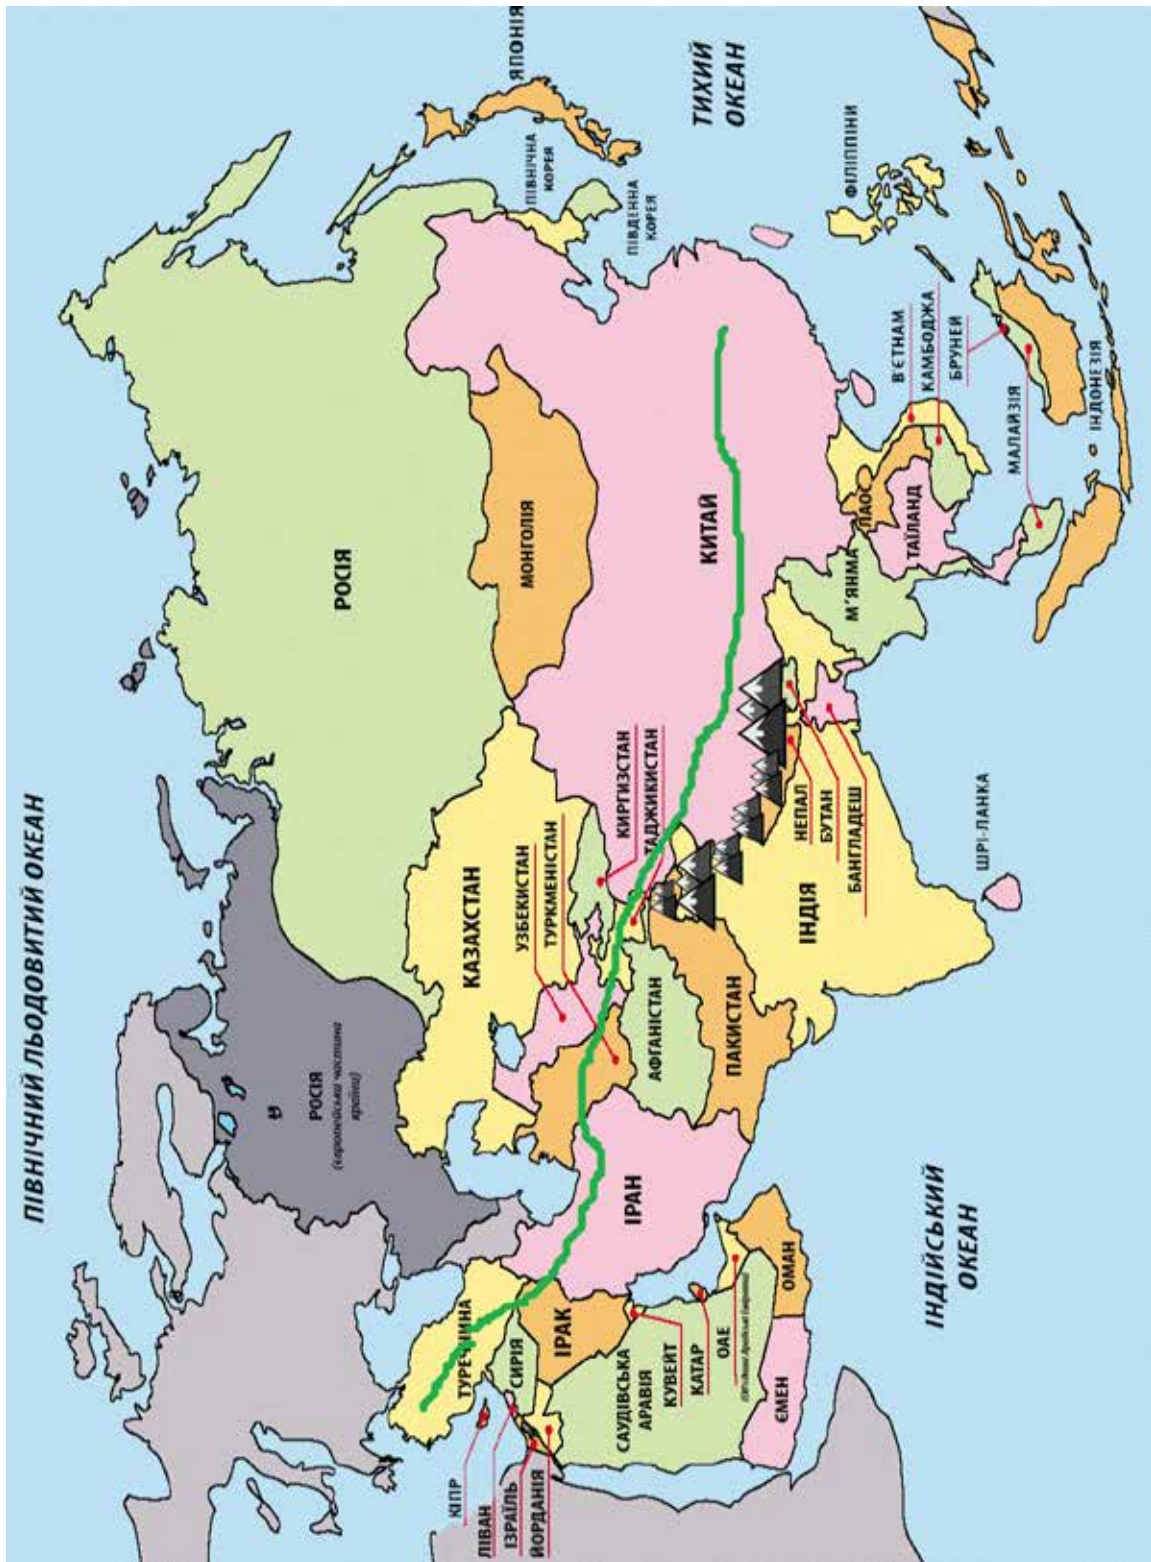 ПІВНІЧНИЙ ЛЬОДОВИТИЙ ОКЕАН
РОСІЯ
(європейська частина
країни)
РОСІЯ
ЯПОНІЯ
ПІВНІЧНА
КОРЕЯ
ПІВДЕННА
КОРЕЯ
ТИХИЙ
ОКЕАН
КАЗАХСТАН
МОНГОЛІЯ
УЗБЕКИСТАН
ТУРКМЕНІСТАН
КИРГИЗСТАН
ТАДЖИКИСТАН
КИТАЙ
ТУРЕЧЧИНА
КІПР
ЛІВАН
ІЗРАЇЛЬ
ЙОРДАНІЯ
СИРІЯ
ІРАК
ІРАН
АФГАНІСТАН
ПАКИСТАН
САУДІВСЬКА
АРАВІЯ
КУВЕЙТ
КАТАР
ОАЕ
ОМАН
ЄМЕН
ІНДІЯ
НЕПАЛ
БУТАН
БАНГЛАДЕШ
М'ЯНМА
ЛАОС
ТАЇЛАНД
В'ЄТНАМ
КАМБОДЖА
БРУНЕЙ
ФІЛІППІНИ
МАЛАЙЗІЯ
ІНДОНЕЗІЯ
ШРІ-ЛАНКА
ІНДІЙСЬКИЙ
ОКЕАН